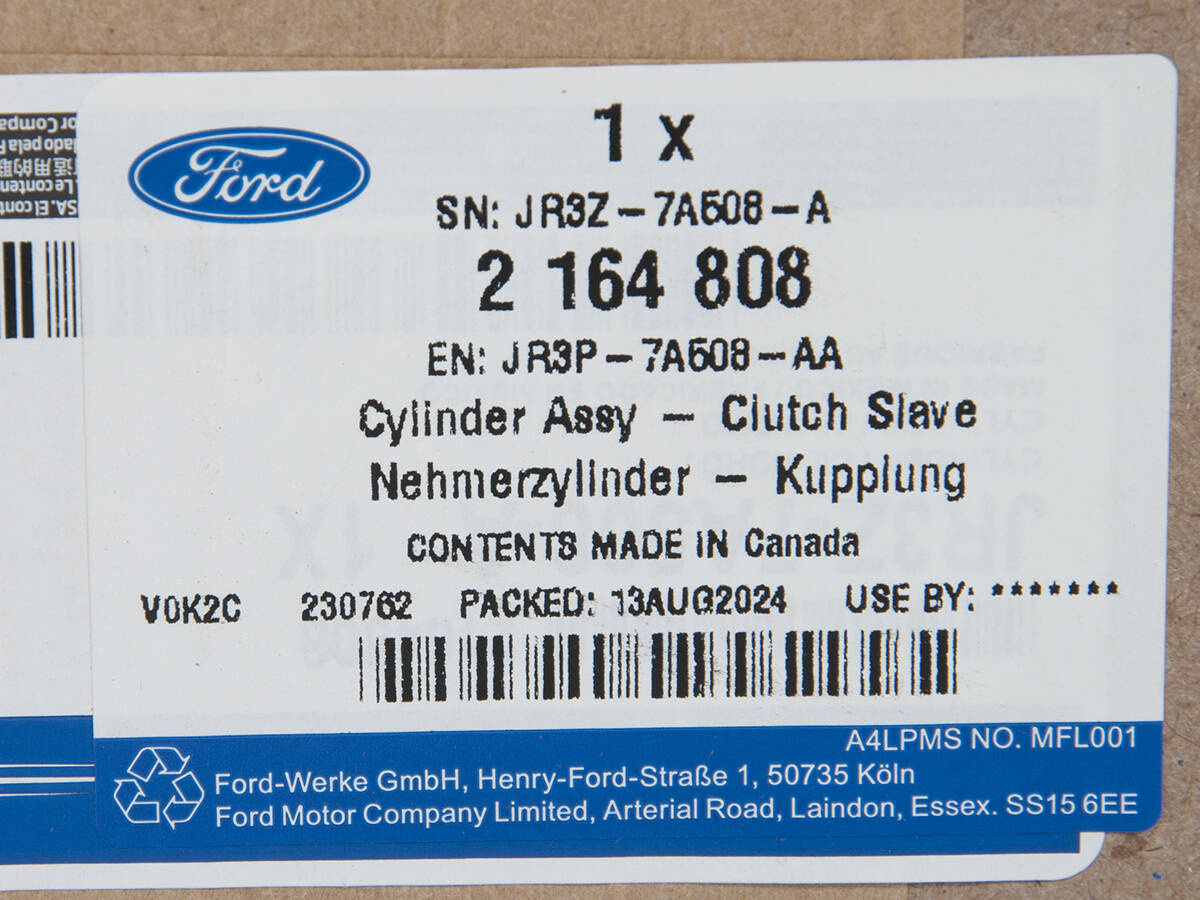 Ford
1 x
SN: JR3Z-7A508-A
2 164 808
EN: JR3P-7A508-AA
Cylinder Assy - Clutch Slave
Nehmerzylinder - Kupplung
CONTENTS MADE IN Canada
V0K2C 230762 PACKED: 13AUG2024 USE BY: *******
A4LPMS NO. MFL001
Ford-Werke GmbH, Henry-Ford-Straße 1, 50735 Köln
Ford Motor Company Limited, Arterial Road, Laindon, Essex. SS15 6EE